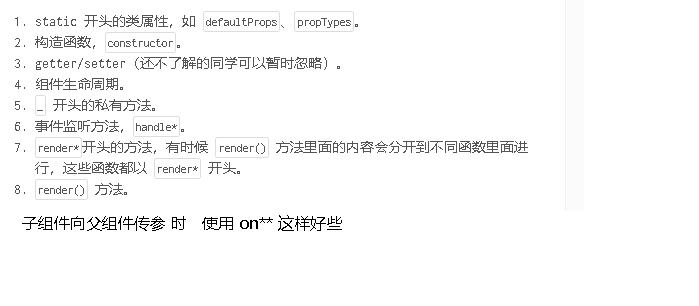 1. static 开头的类属性，如 defaultProps、propTypes。
2. 构造函数，constructor。
3. getter/setter（还不了解的同学可以暂时忽略）。
4. 组件生命周期。
5. _ 开头的私有方法。
6. 事件监听方法，handle*。
7. render*开头的方法，有时候 render() 方法里面的内容会分开到不同函数里面进
行，这些函数都以 render* 开头。
8. render() 方法。
子组件向父组件传参 时 使用 on** 这样好些